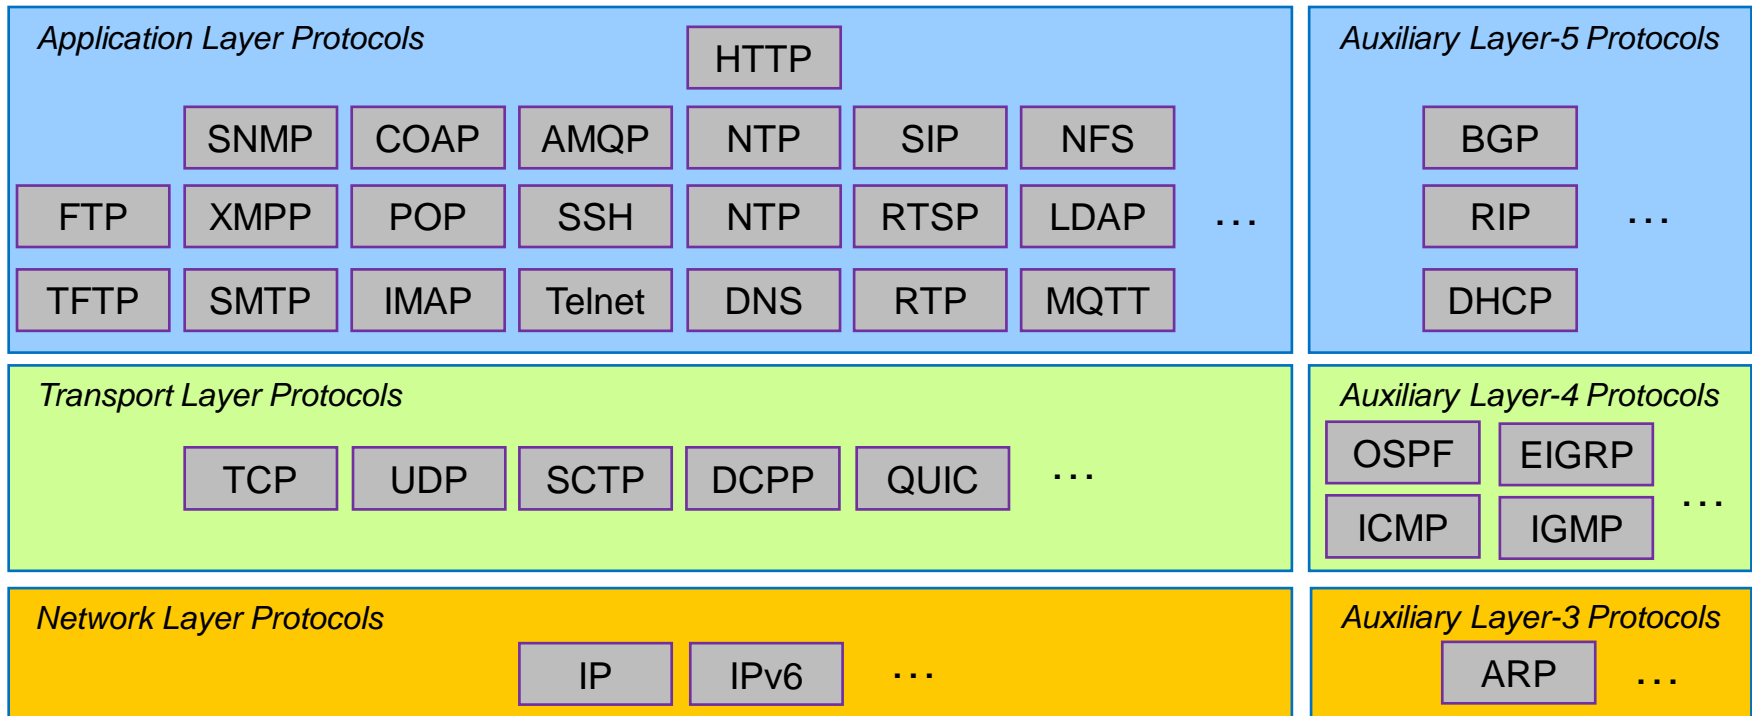 Application Layer Protocols
HTTP
SNMP COAP AMQP NTP SIP NFS
FTP XMPP POP SSH NTP RTSP LDAP ...
TFTP SMTP IMAP Telnet DNS RTP MQTT
Auxiliary Layer-5 Protocols
BGP
RIP ...
DHCP
Transport Layer Protocols
TCP UDP SCTP DCPP QUIC ...
Auxiliary Layer-4 Protocols
OSPF EIGRP
ICMP IGMP ...
Network Layer Protocols
IP IPv6 ...
Auxiliary Layer-3 Protocols
ARP ...